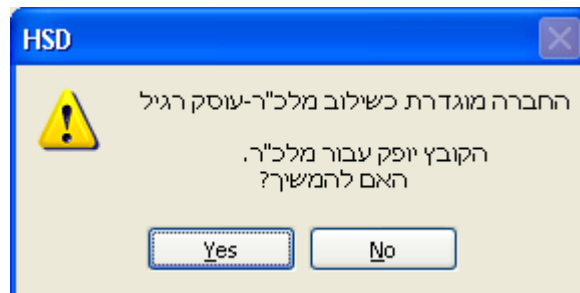 HSD
החברה מוגדרת כשילוב מלכ"ר-עוסק רגיל
הקובץ יופק עבור מלכ"ר.
האם להמשיך?
Yes No